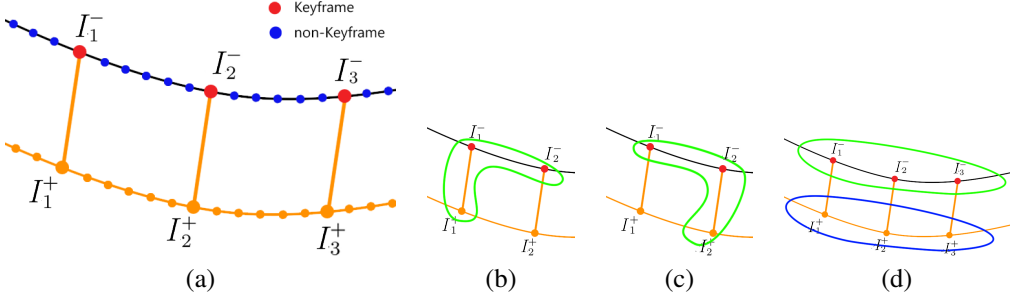 Keyframe
non-Keyframe
I₁⁻
I₂⁻
I₃⁻
I₁⁺
I₂⁺
I₃⁺
(a)
I₁⁻
I₂⁻
I₁⁺
I₂⁺
(b)
I₁⁻
I₂⁻
I₁⁺
I₂⁺
(c)
I₁⁻
I₂⁻
I₃
I₁⁺
I₂⁺
I₃⁺
(d)